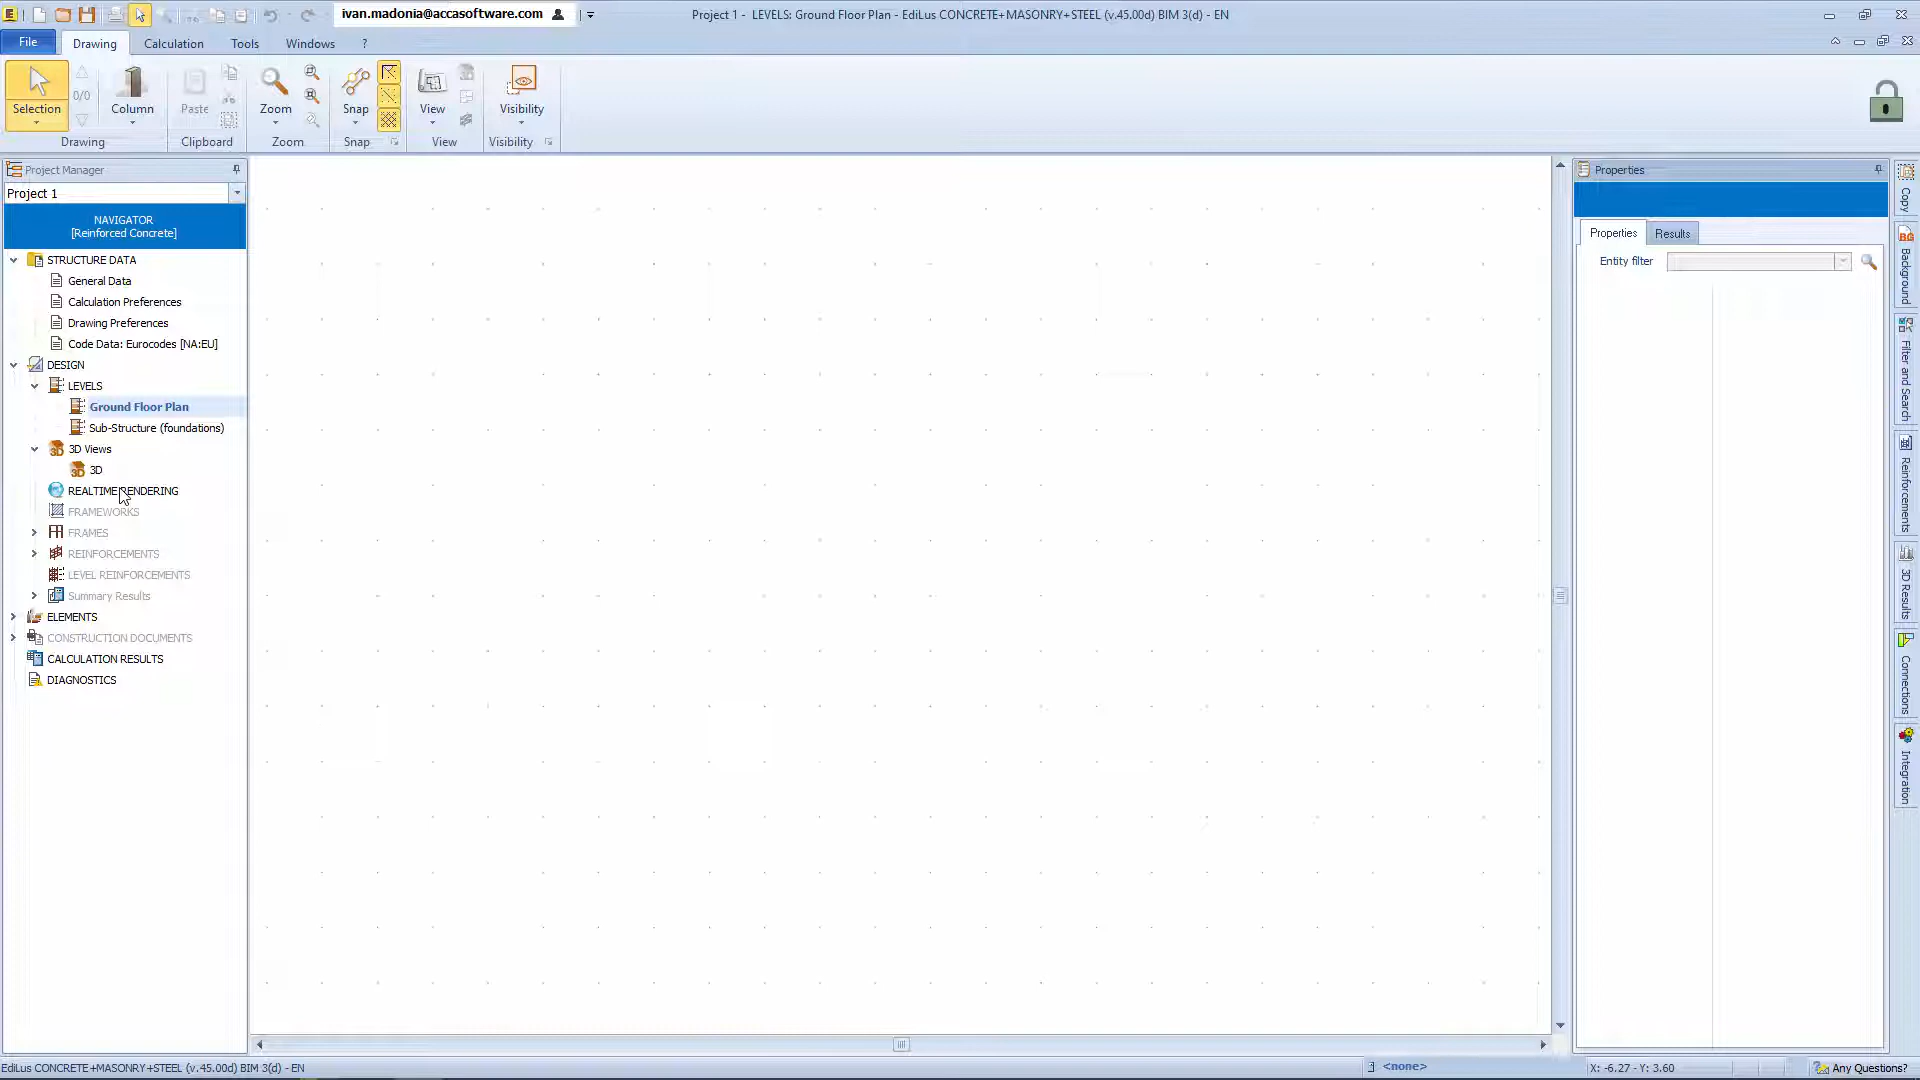 ivan.madonia@accasoftware.com
Project 1 - LEVELS: Ground Floor Plan - EdiLus CONCRETE+MASONRY+STEEL (v.45.00d) BIM 3(d) - EN
File
Drawing
Calculation
Tools
Windows
?
Selection
0/0
Column
Paste
Zoom
Snap
View
Visibility
Drawing
Clipboard
Zoom
Snap
View
Visibility
Project Manager
Project 1
NAVIGATOR
[Reinforced Concrete]
STRUCTURE DATA
General Data
Calculation Preferences
Drawing Preferences
Code Data: Eurocodes [NA:EU]
DESIGN
LEVELS
Ground Floor Plan
Sub-Structure (foundations)
3D Views
3D
REALTIME RENDERING
FRAMEWORKS
FRAMES
REINFORCEMENTS
LEVEL REINFORCEMENTS
Summary Results
ELEMENTS
CONSTRUCTION DOCUMENTS
CALCULATION RESULTS
DIAGNOSTICS
Properties
Properties
Results
Entity filter
Copy
Background
Filter and Search
Reinforcements
3D Results
Connections
Integration
EdiLus CONCRETE+MASONRY+STEEL (v.45.00d) BIM 3(d) - EN
<none>
X: -6.27 - Y: 3.60
Any Questions?